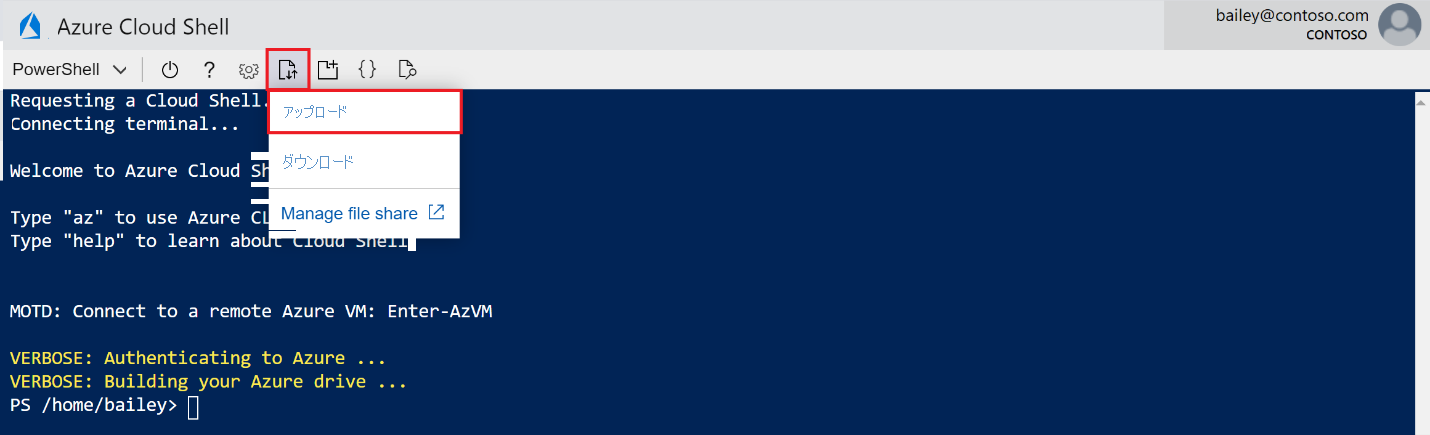 Azure Cloud Shell
bailey@contoso.com
CONTOSO
PowerShell
Requesting a Cloud Shell.
Connecting terminal...
アップロード
ダウンロード
Manage file share
Welcome to Azure Cloud Sh
Type "az" to use Azure CL
Type "help" to learn about Cloud Shell
MOTD: Connect to a remote Azure VM: Enter-AzVM
VERBOSE: Authenticating to Azure ...
VERBOSE: Building your Azure drive ...
PS /home/bailey>